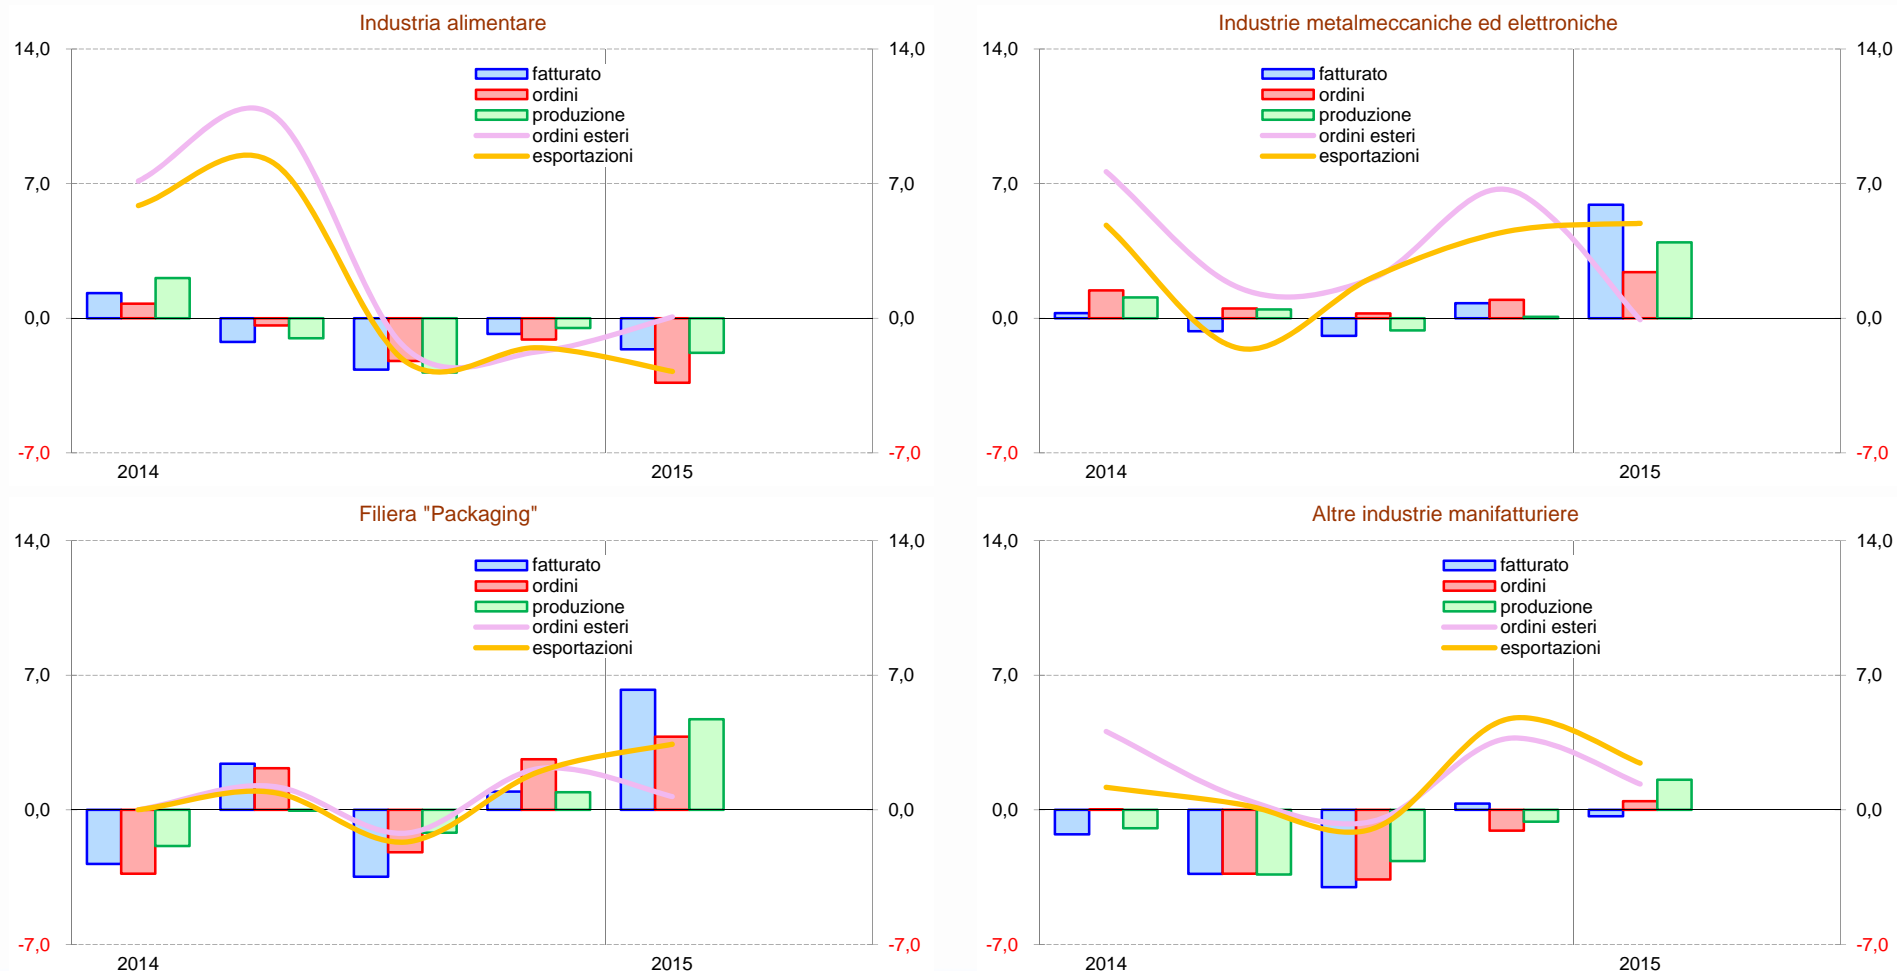 Industria alimentare
14,0
14,0
fatturato
ordini
produzione
ordini esteri
esportazioni
7,0
7,0
0,0
0,0
-7,0
-7,0
2014
2015
Industrie metalmeccaniche ed elettroniche
14,0
14,0
fatturato
ordini
produzione
ordini esteri
esportazioni
7,0
7,0
0,0
0,0
-7,0
-7,0
2014
2015
Filiera "Packaging"
14,0
14,0
fatturato
ordini
produzione
ordini esteri
esportazioni
7,0
7,0
0,0
0,0
-7,0
-7,0
2014
2015
Altre industrie manifatturiere
14,0
14,0
fatturato
ordini
produzione
ordini esteri
esportazioni
7,0
7,0
0,0
0,0
-7,0
-7,0
2014
2015